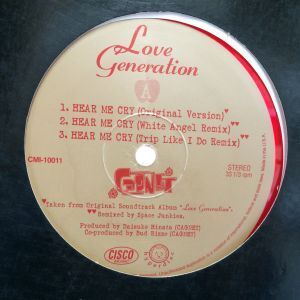 Love
Generation
A
1. HEAR ME CRY (Original Version)
2. HEAR ME CRY (White Angel Remix)
3. HEAR ME CRY (Trip Like I Do Remix)
CMI-10011
STEREO
33 1/3 rpm
CAGNET
Taken from Original Soundtrack Album "Love Generation".
Remixed by Space Junkies.
Produced by Daisuke Hinata (CAGNET)
Co-produced by Bud Rizzo (CAGNET)
CISCO
hyperdisc